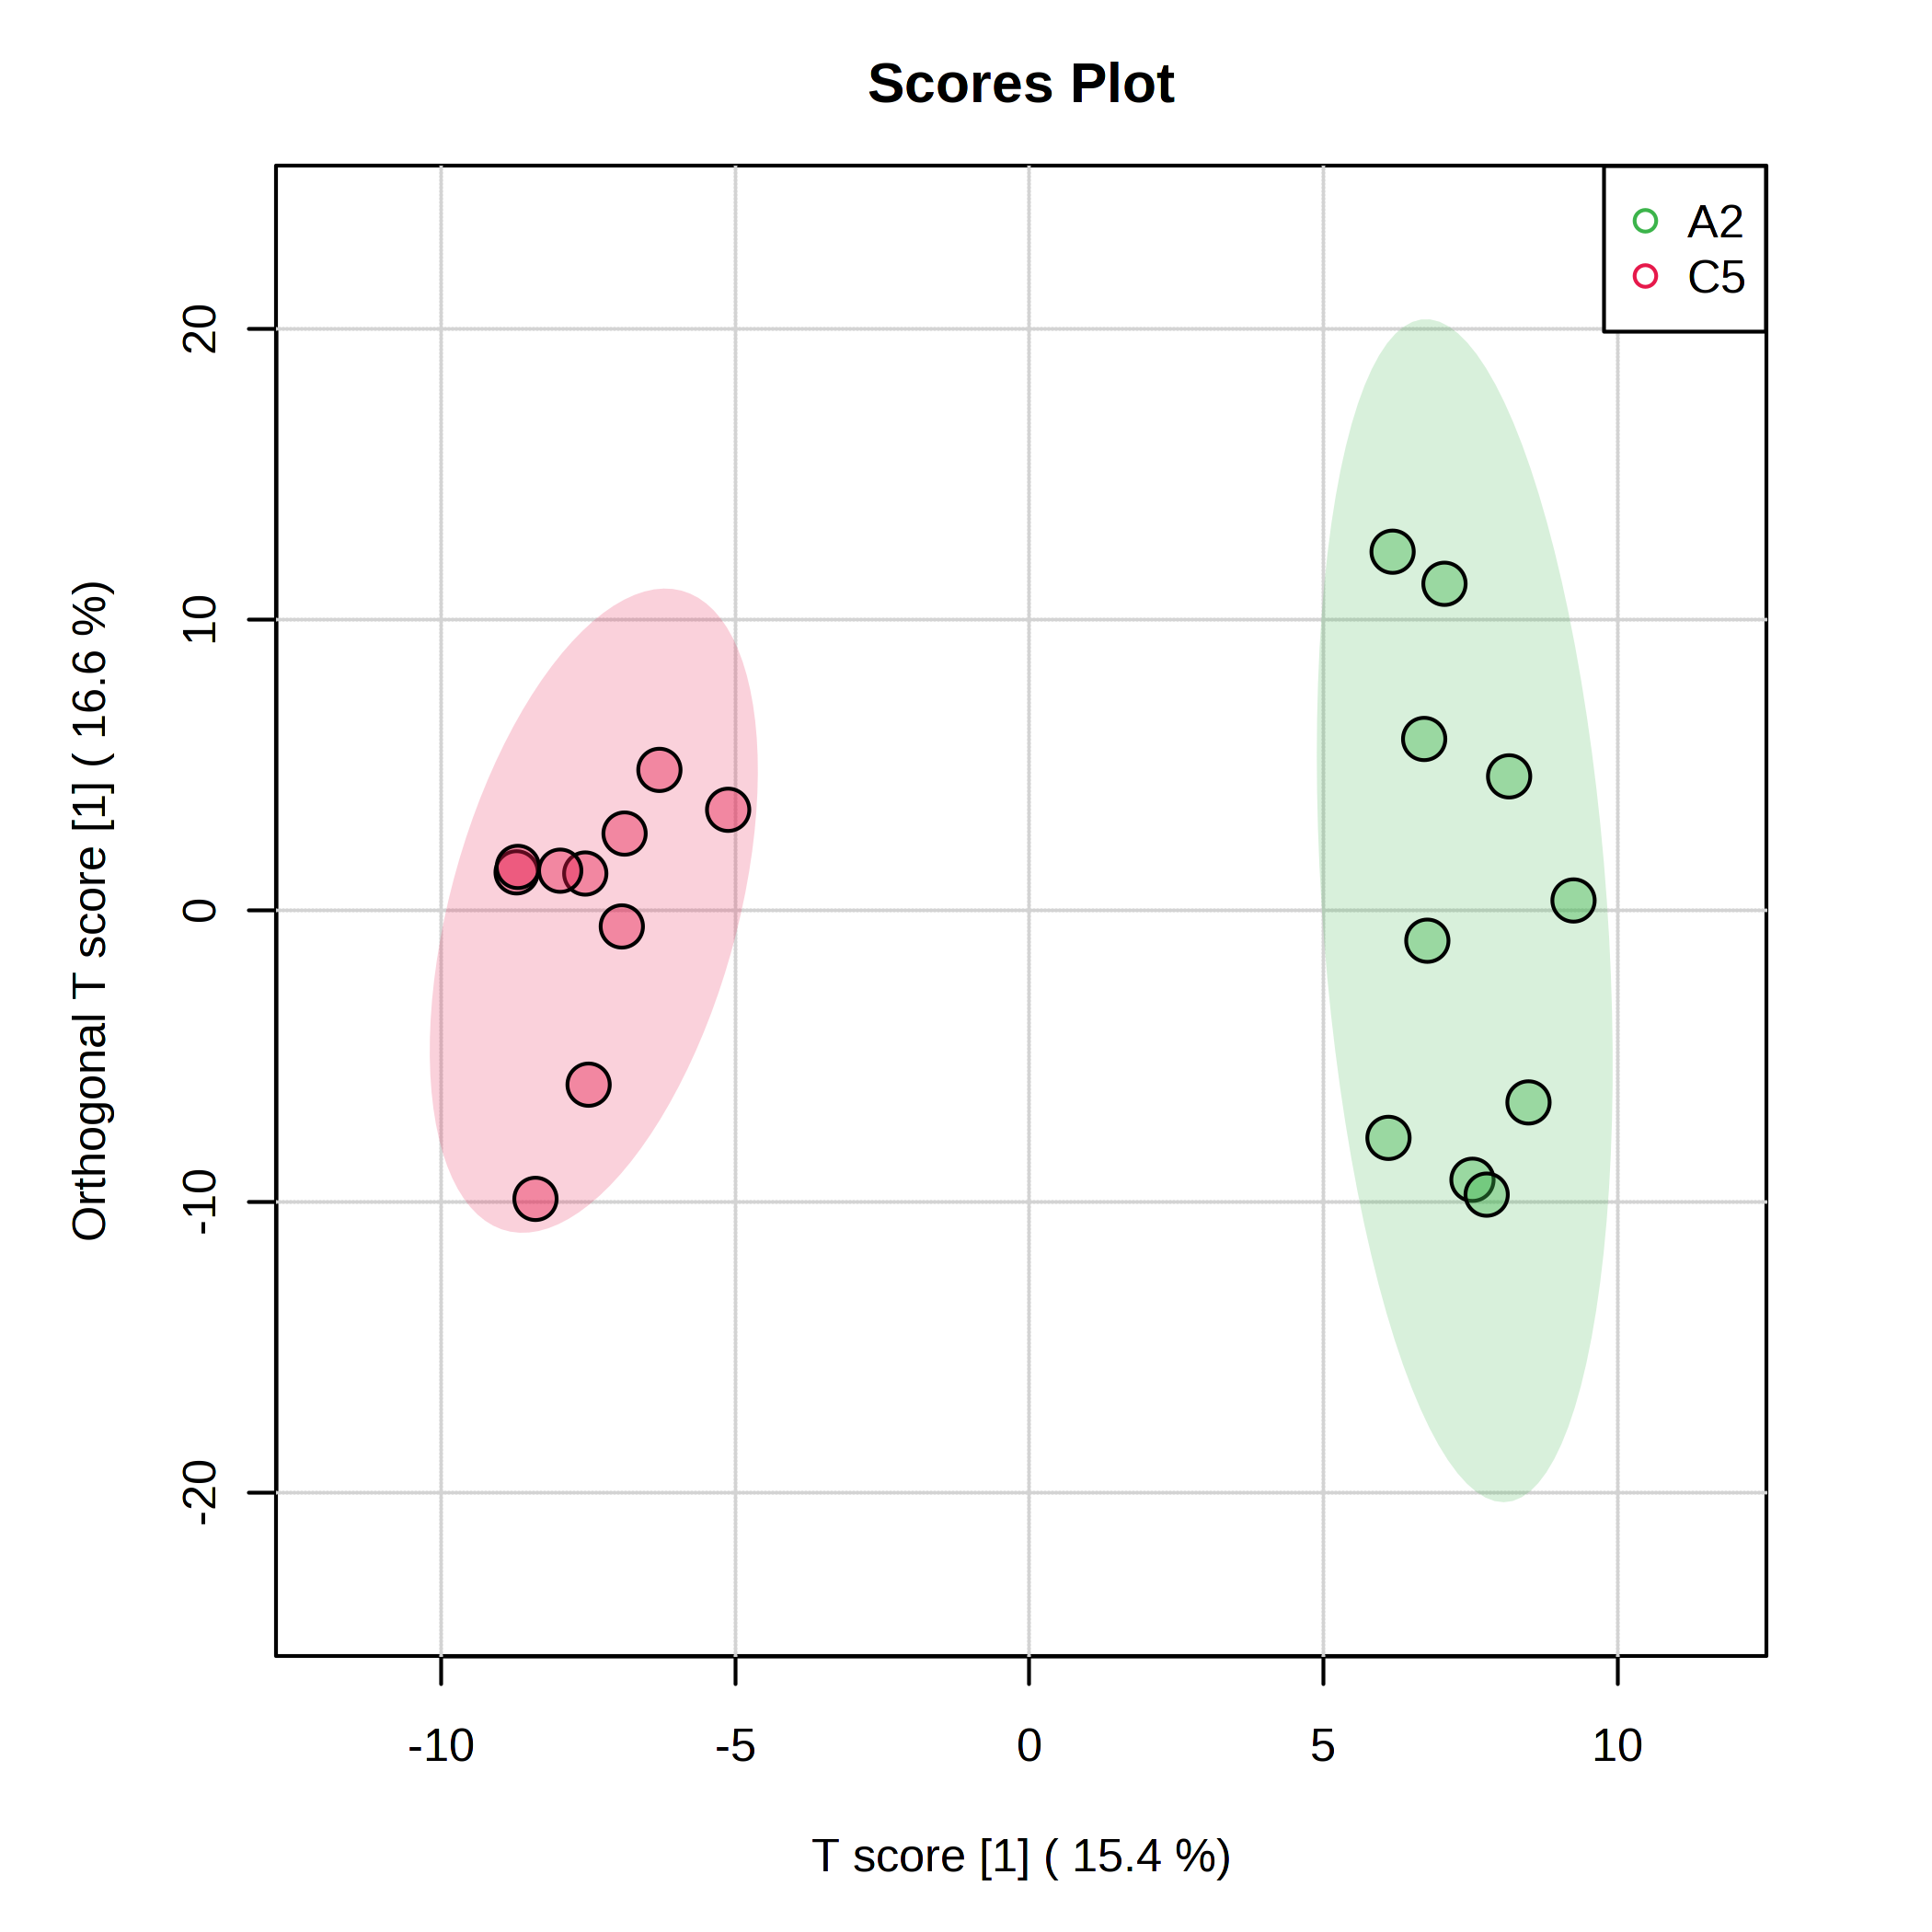 Scores Plot
A2
C5
20
10
0
-10
-20
Orthogonal T score [1] ( 16.6 %)
-10 -5 0 5 10
T score [1] ( 15.4 %)